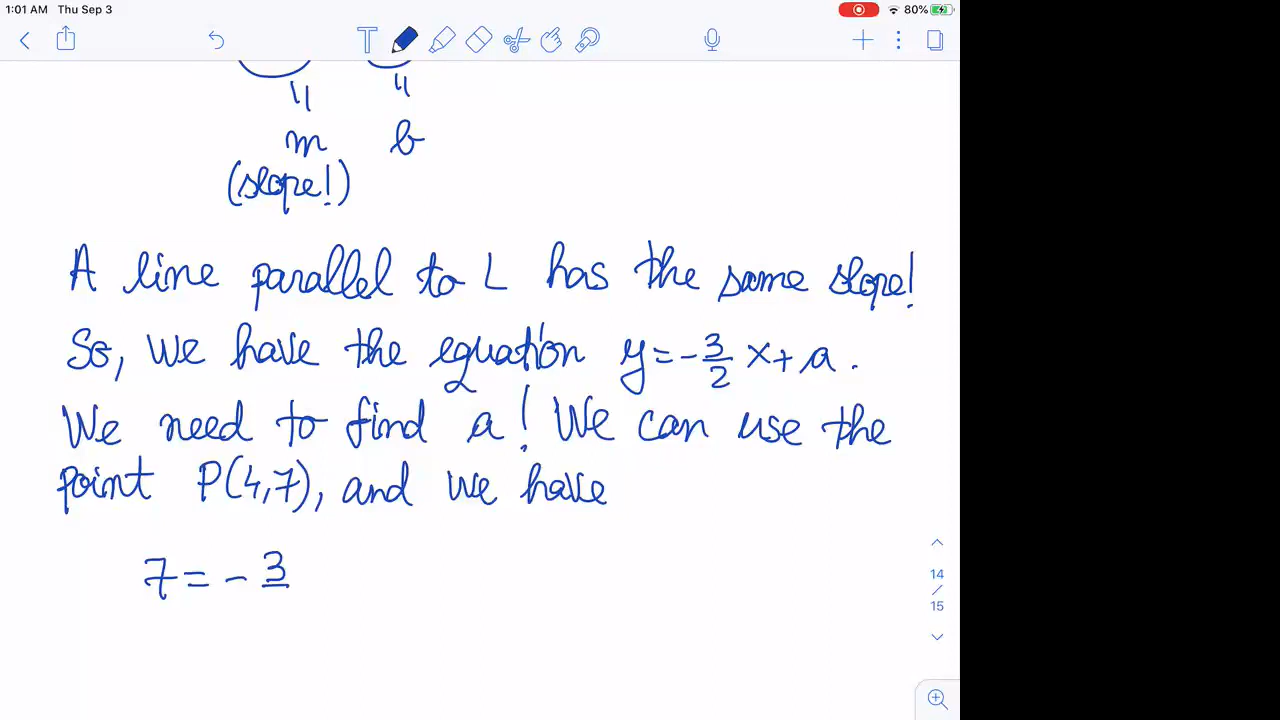 1:01 AM Thu Sep 3 80%
T
m b
(slope!)
A line parallel to L has the same slope!
So, we have the equation y = -3/2 x + a.
We need to find a! We can use the
point P(4,7), and we have
7 = - 3
14
/
15